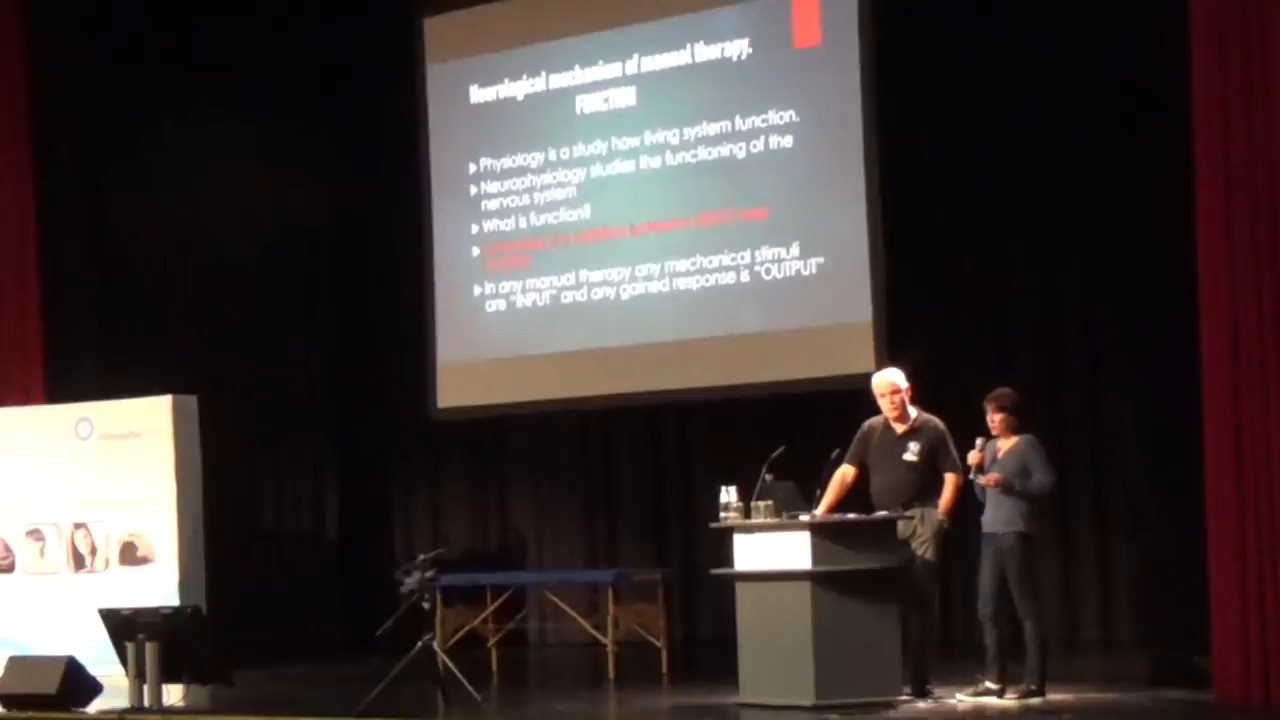 Neurological mechanism of manual therapy.
FUNCTION
Physiology is a study how living system function.
Neurophysiology studies the functioning of the
nervous system
What is function?
In any manual therapy any mechanical stimuli
are "INPUT" and any gained response is "OUTPUT"